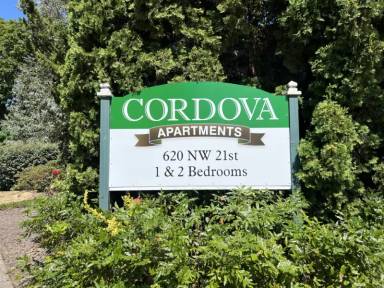 CORDOVA
APARTMENTS
620 NW 21st
1 & 2 Bedrooms